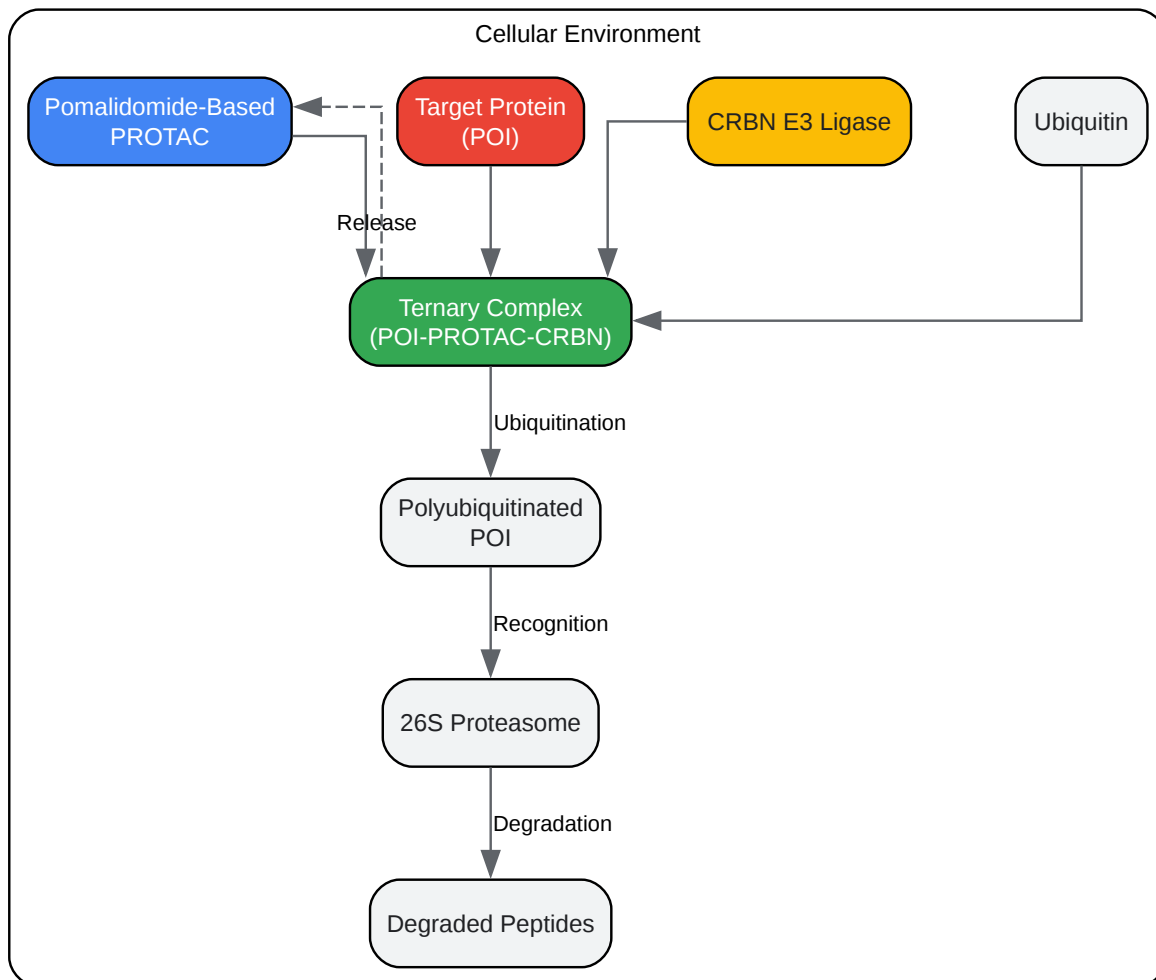 Cellular Environment
Pomalidomide-Based
PROTAC
Target Protein
(POI)
CRBN E3 Ligase
Ubiquitin
Release
Ternary Complex
(POI-PROTAC-CRBN)
Ubiquitination
Polyubiquitinated
POI
Recognition
26S Proteasome
Degradation
Degraded Peptides